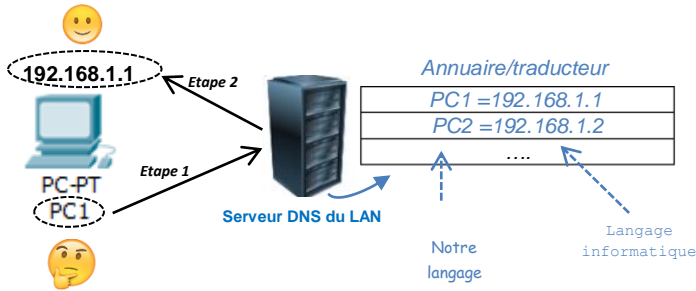 192.168.1.1
Etape 2
Annuaire/traducteur
PC1 =192.168.1.1
PC2 =192.168.1.2
....
PC-PT
PC1
Etape 1
Serveur DNS du LAN
Notre
langage
Langage
informatique